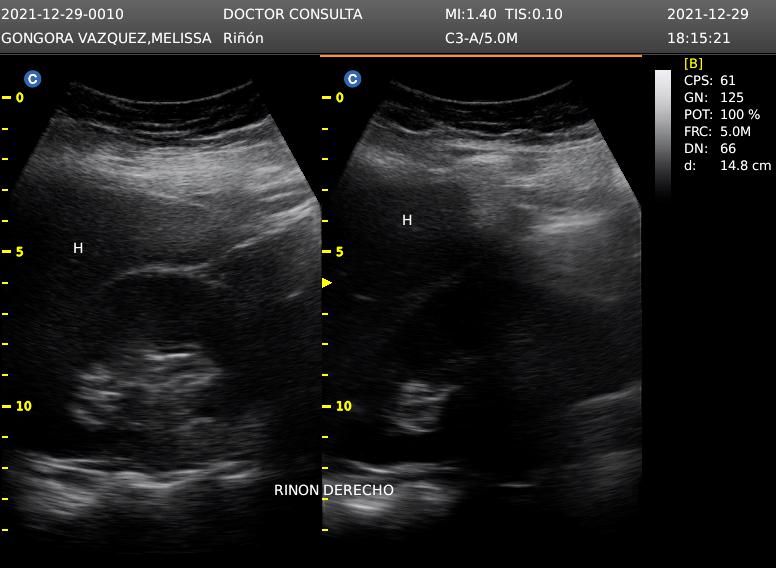 2021-12-29-0010 DOCTOR CONSULTA MI:1.40 TIS:0.10 2021-12-29
GONGORA VAZQUEZ,MELISSA Riñón C3-A/5.0M 18:15:21
[B]
CPS: 61
GN: 125
POT: 100 %
FRC: 5.0M
DN: 66
d: 14.8 cm
C C
0 0
H H
5 5
10 10
RINON DERECHO